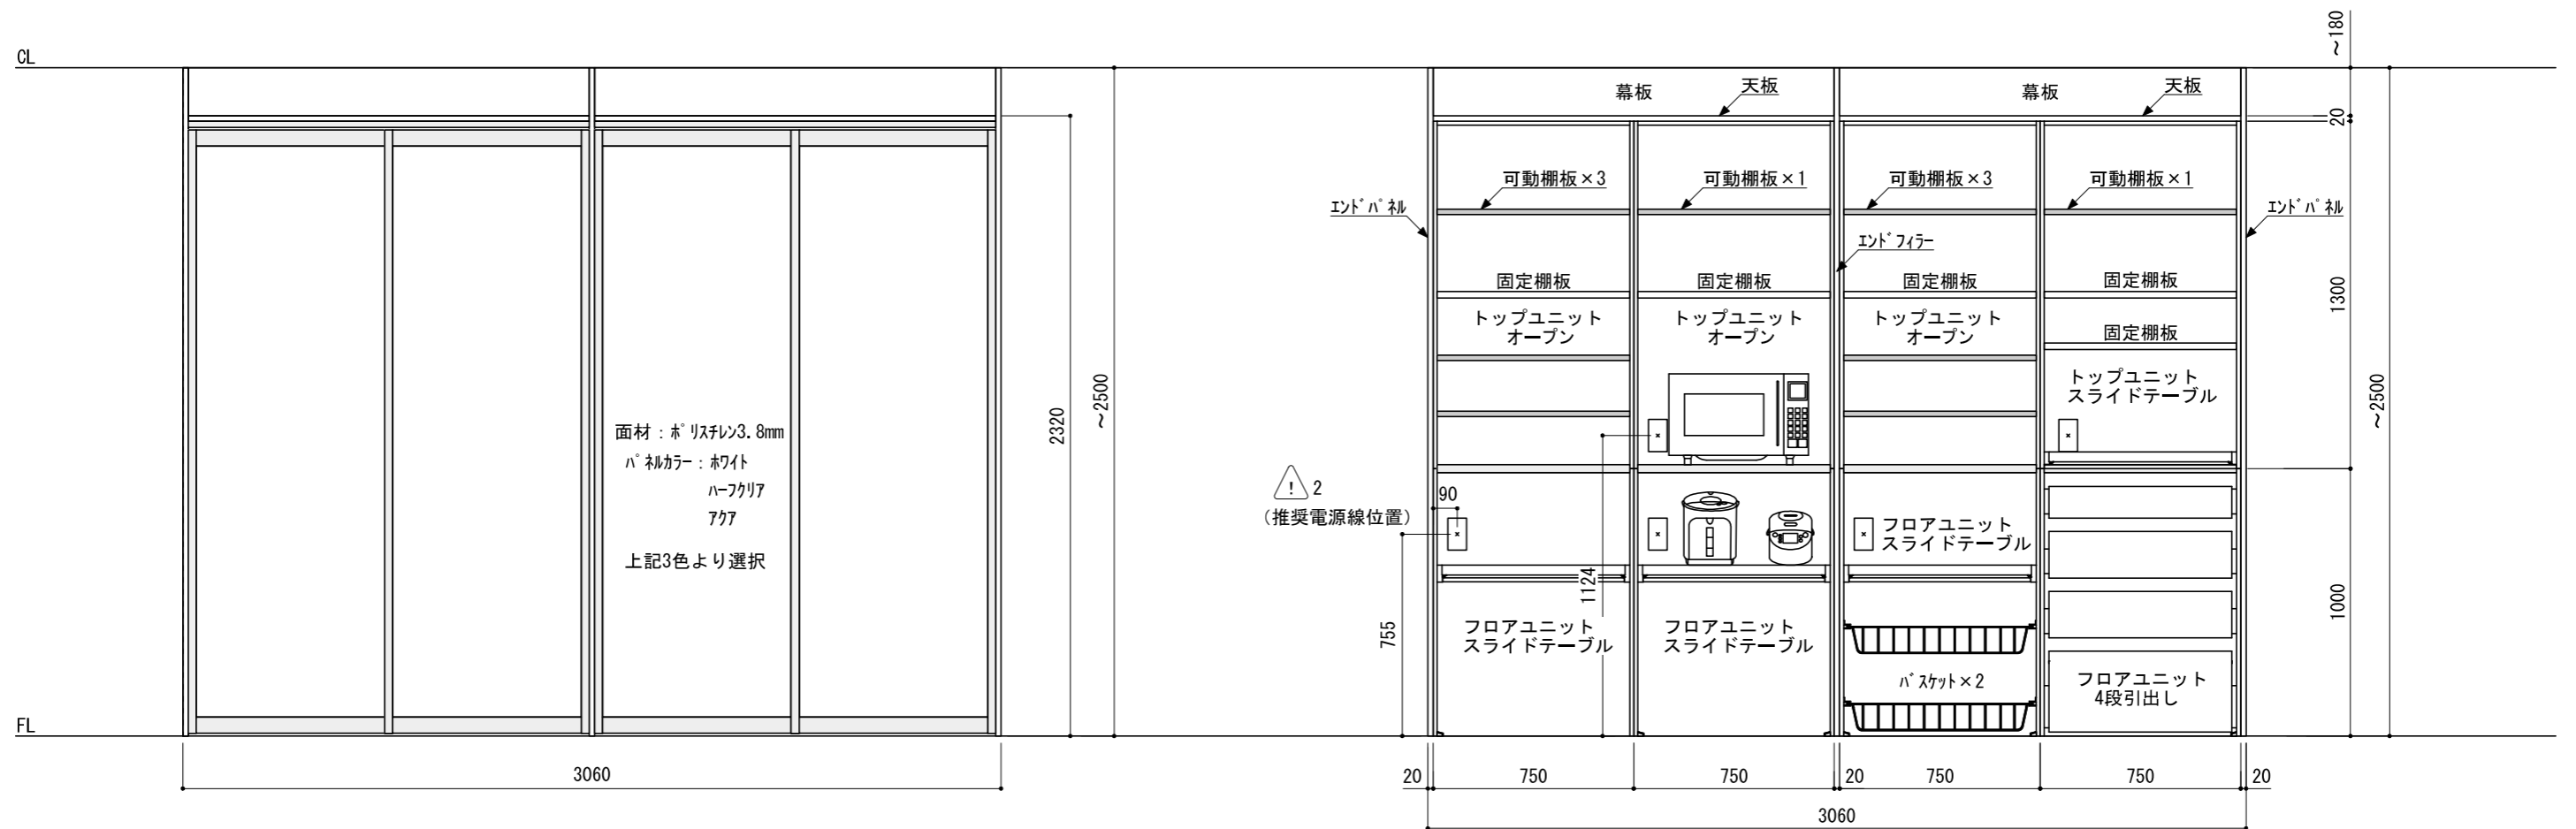 CL
FL
面材：ﾎﾟﾘｽﾁﾚﾝ3.8mm
ﾊﾟﾈﾙｶﾗｰ：ﾎﾜｲﾄ
ﾊｰﾌｸﾘｱ
ｱｸｱ
上記3色より選択
2320
~2500
3060
~180
幕板
天板
幕板
天板
20
可動棚板×3
可動棚板×1
可動棚板×3
可動棚板×1
ｴﾝﾄﾞﾊﾟﾈﾙ
ｴﾝﾄﾞﾊﾟﾈﾙ
ｴﾝﾄﾞﾌｨﾗｰ
固定棚板
固定棚板
固定棚板
固定棚板
1300
トップユニット
オープン
トップユニット
オープン
トップユニット
オープン
固定棚板
トップユニット
スライドテーブル
~2500
! 2
(推奨電源線位置)
90
フロアユニット
スライドテーブル
1124
755
1000
フロアユニット
スライドテーブル
フロアユニット
スライドテーブル
ﾊﾞｽｹｯﾄ×2
フロアユニット
4段引出し
20
750
750
20
750
750
20
3060